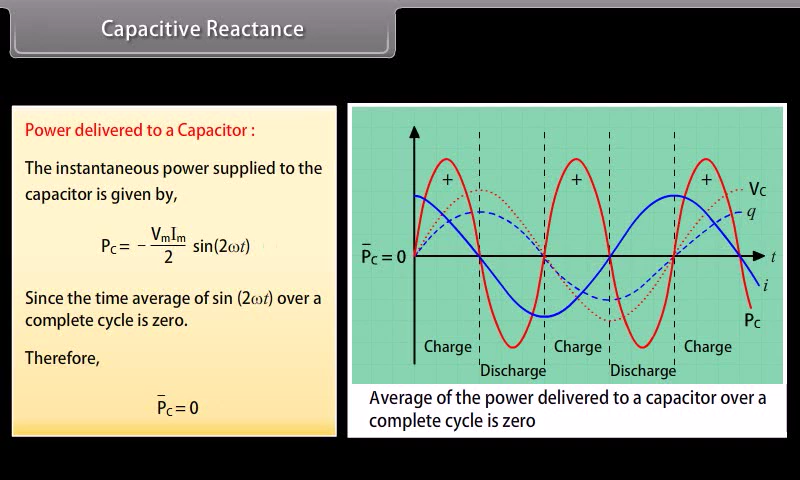 Capacitive Reactance
Power delivered to a Capacitor :
The instantaneous power supplied to the
capacitor is given by,
P_C = − V_m I_m / 2 sin(2ωt)
Since the time average of sin (2ωt) over a
complete cycle is zero.
Therefore,
P̄_C = 0
+ + +
V_C
q
P̄_C = 0
t
i
P_C
Charge Charge Charge
Discharge Discharge
Average of the power delivered to a capacitor over a
complete cycle is zero